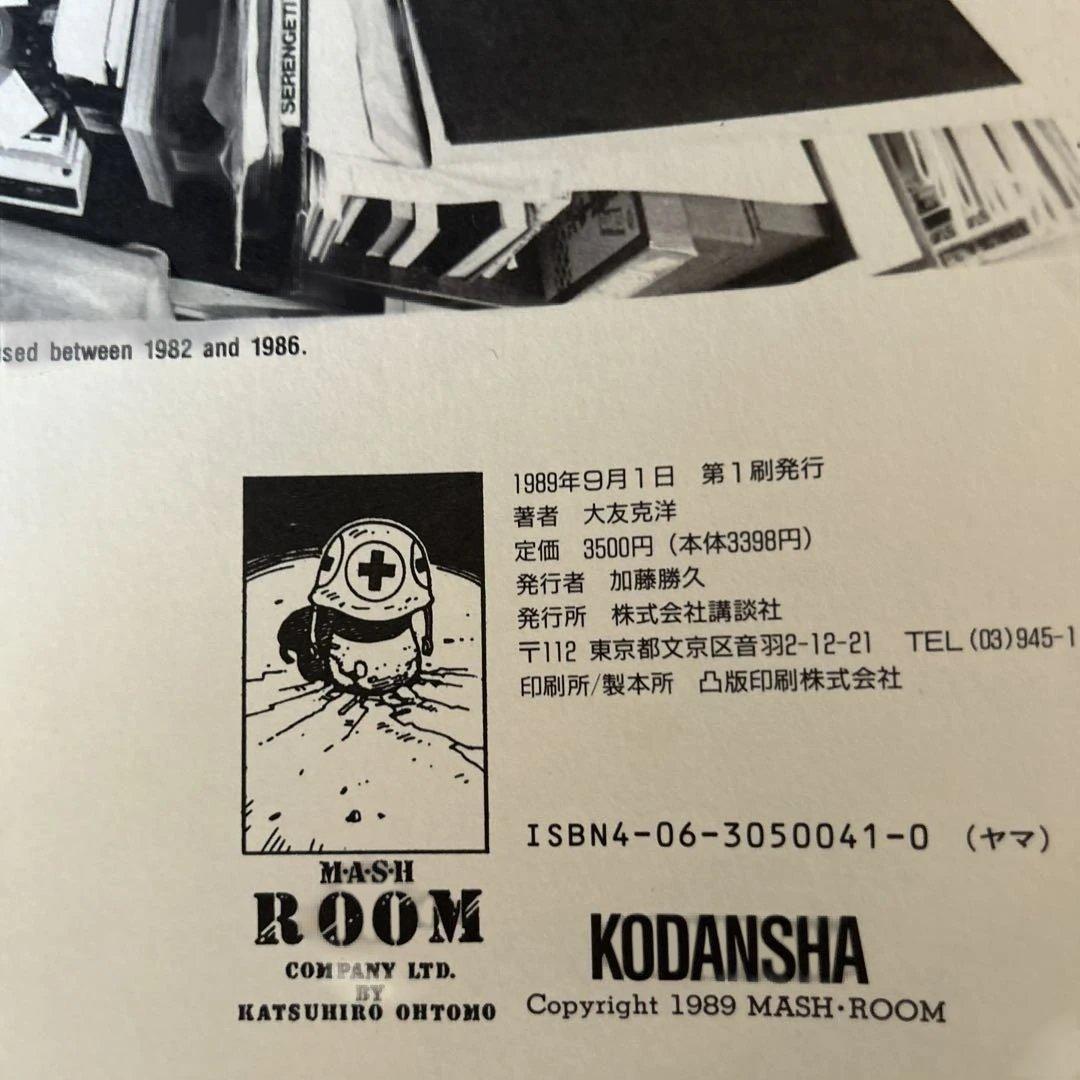 SERENGETI
sed between 1982 and 1986.
1989年9月1日　第1刷発行
著者　大友克洋
定価　3500円（本体3398円）
発行者　加藤勝久
発行所　株式会社講談社
〒112 東京都文京区音羽2-12-21　TEL(03)945-1
印刷所/製本所　凸版印刷株式会社
ISBN4-06-3050041-0（ヤマ）
M·A·S·H
ROOM
COMPANY LTD.
BY
KATSUHIRO OHTOMO
KODANSHA
Copyright 1989 MASH·ROOM